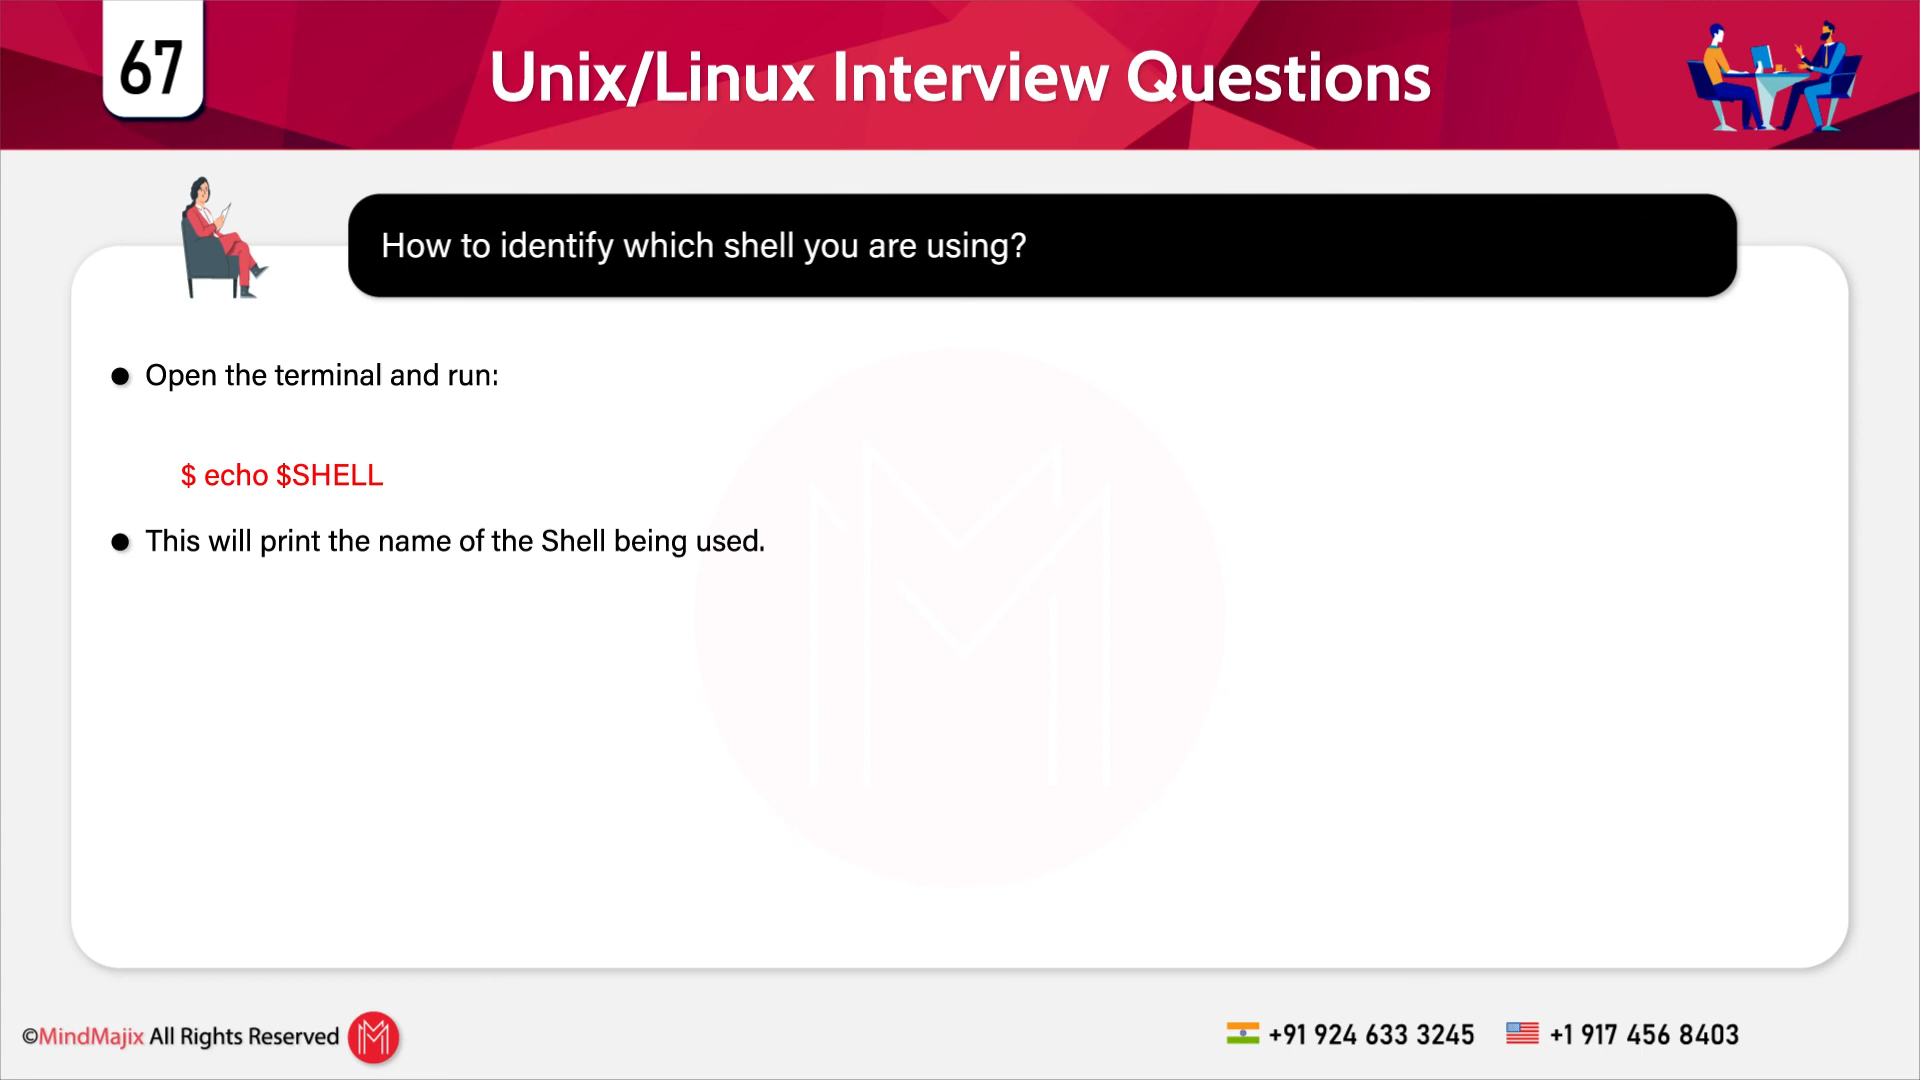 67
Unix/Linux Interview Questions
How to identify which shell you are using?
● Open the terminal and run:
$ echo $SHELL
● This will print the name of the Shell being used.
©MindMajix All Rights Reserved
+91 924 633 3245
+1 917 456 8403